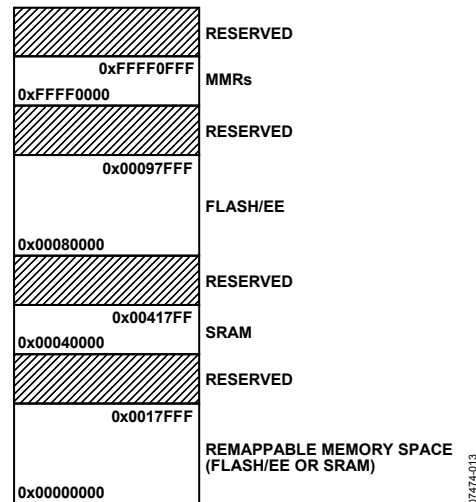 RESERVED
0xFFFF0FFF
MMRs
0xFFFF0000
RESERVED
0x00097FFF
FLASH/EE
0x00080000
RESERVED
0x00417FF
SRAM
0x00040000
RESERVED
0x0017FFF
REMAPPABLE MEMORY SPACE
(FLASH/EE OR SRAM)
0x00000000
07474-013